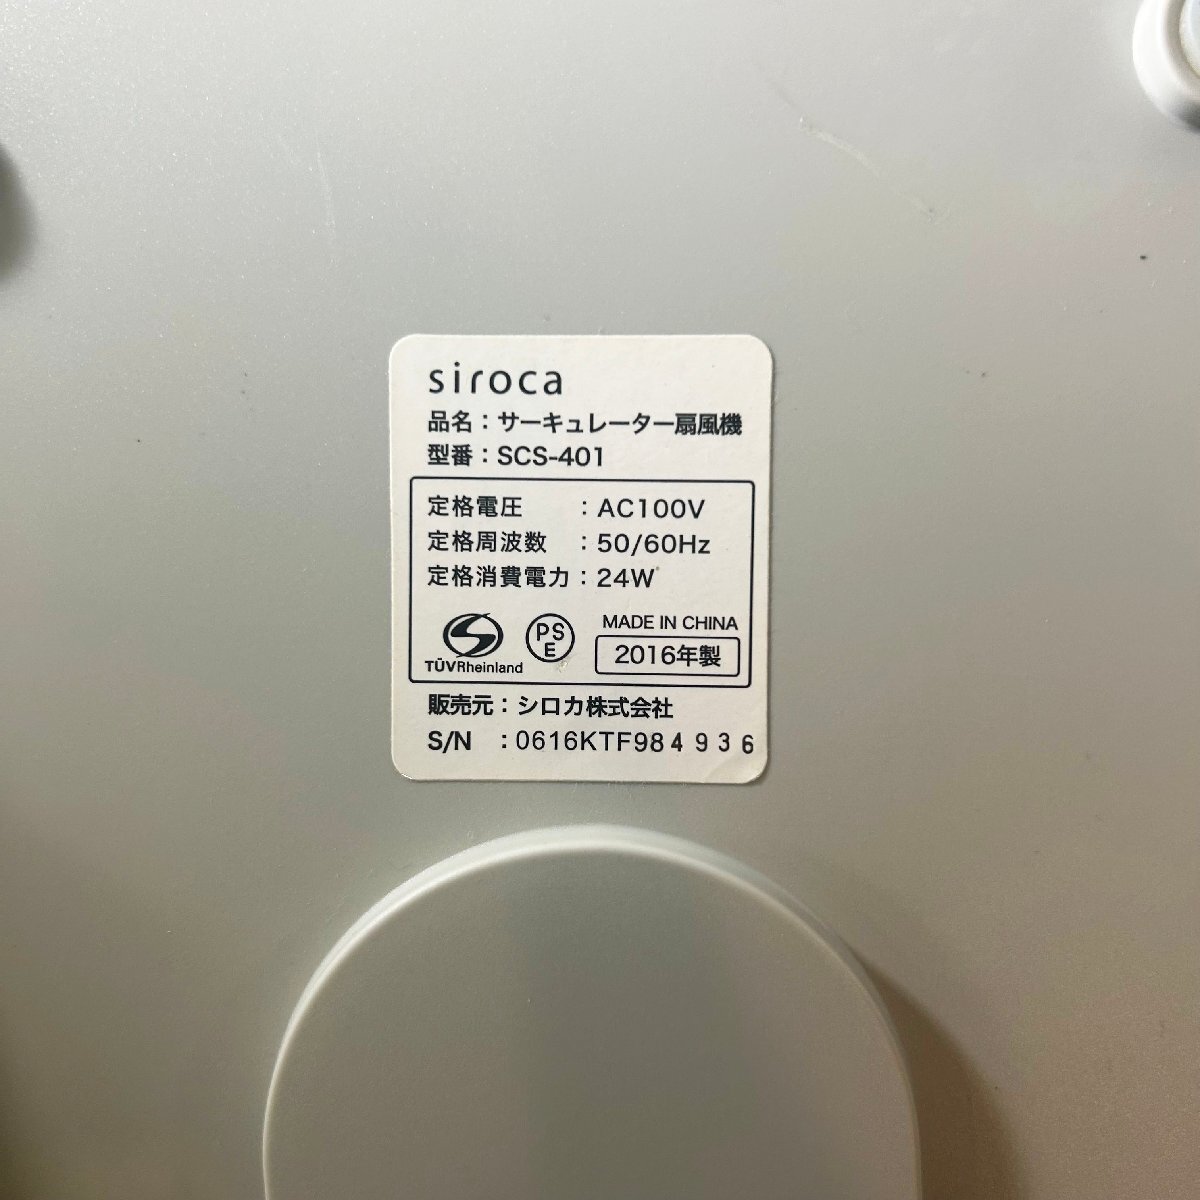 siroca
品名：サーキュレーター扇風機
型番：SCS-401
定格電圧 ：AC100V
定格周波数 ：50/60Hz
定格消費電力：24W
TÜVRheinland
PSE
MADE IN CHINA
2016年製
販売元：シロカ株式会社
S/N ：0616KTF984936